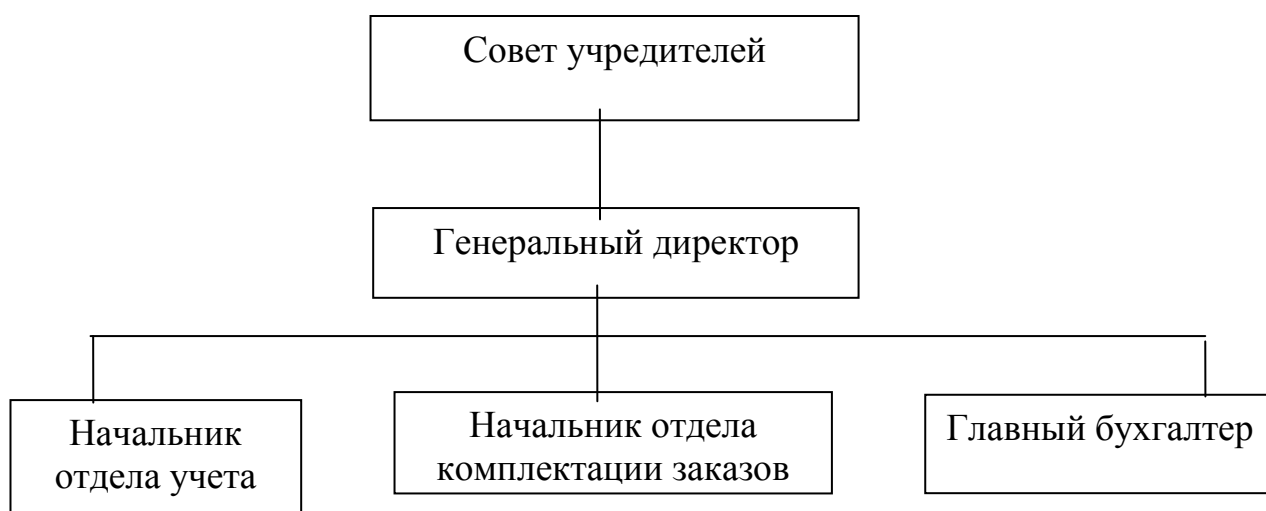 Совет учредителей
Генеральный директор
Начальник
отдела учета
Начальник отдела
комплектации заказов
Главный бухгалтер